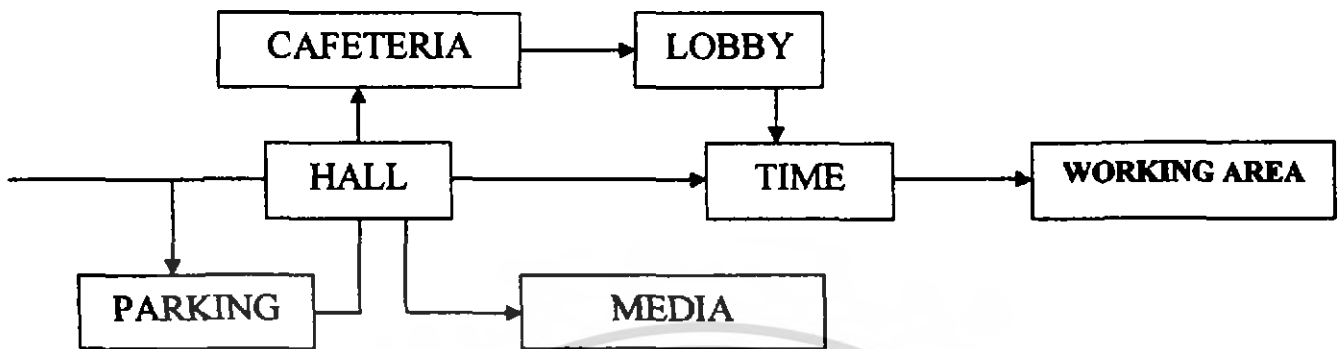 CAFETERIA
LOBBY
HALL
TIME
WORKING AREA
PARKING
MEDIA